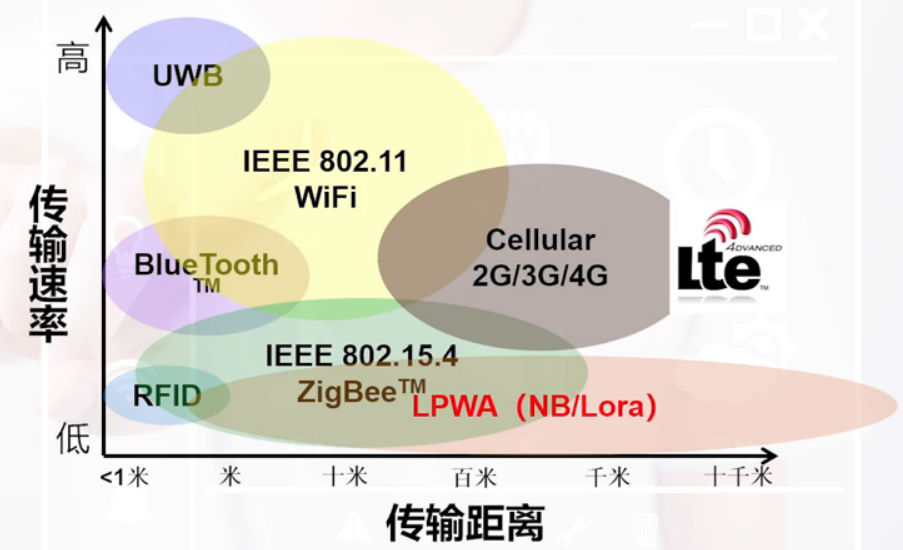 高
UWB
IEEE 802.11
WiFi
传输速率
Cellular
2G/3G/4G
4DVANCED
Lte™
BlueTooth
TM
IEEE 802.15.4
ZigBee™
RFID
LPWA（NB/Lora）
低
<1米
米
十米
百米
千米
十千米
传输距离